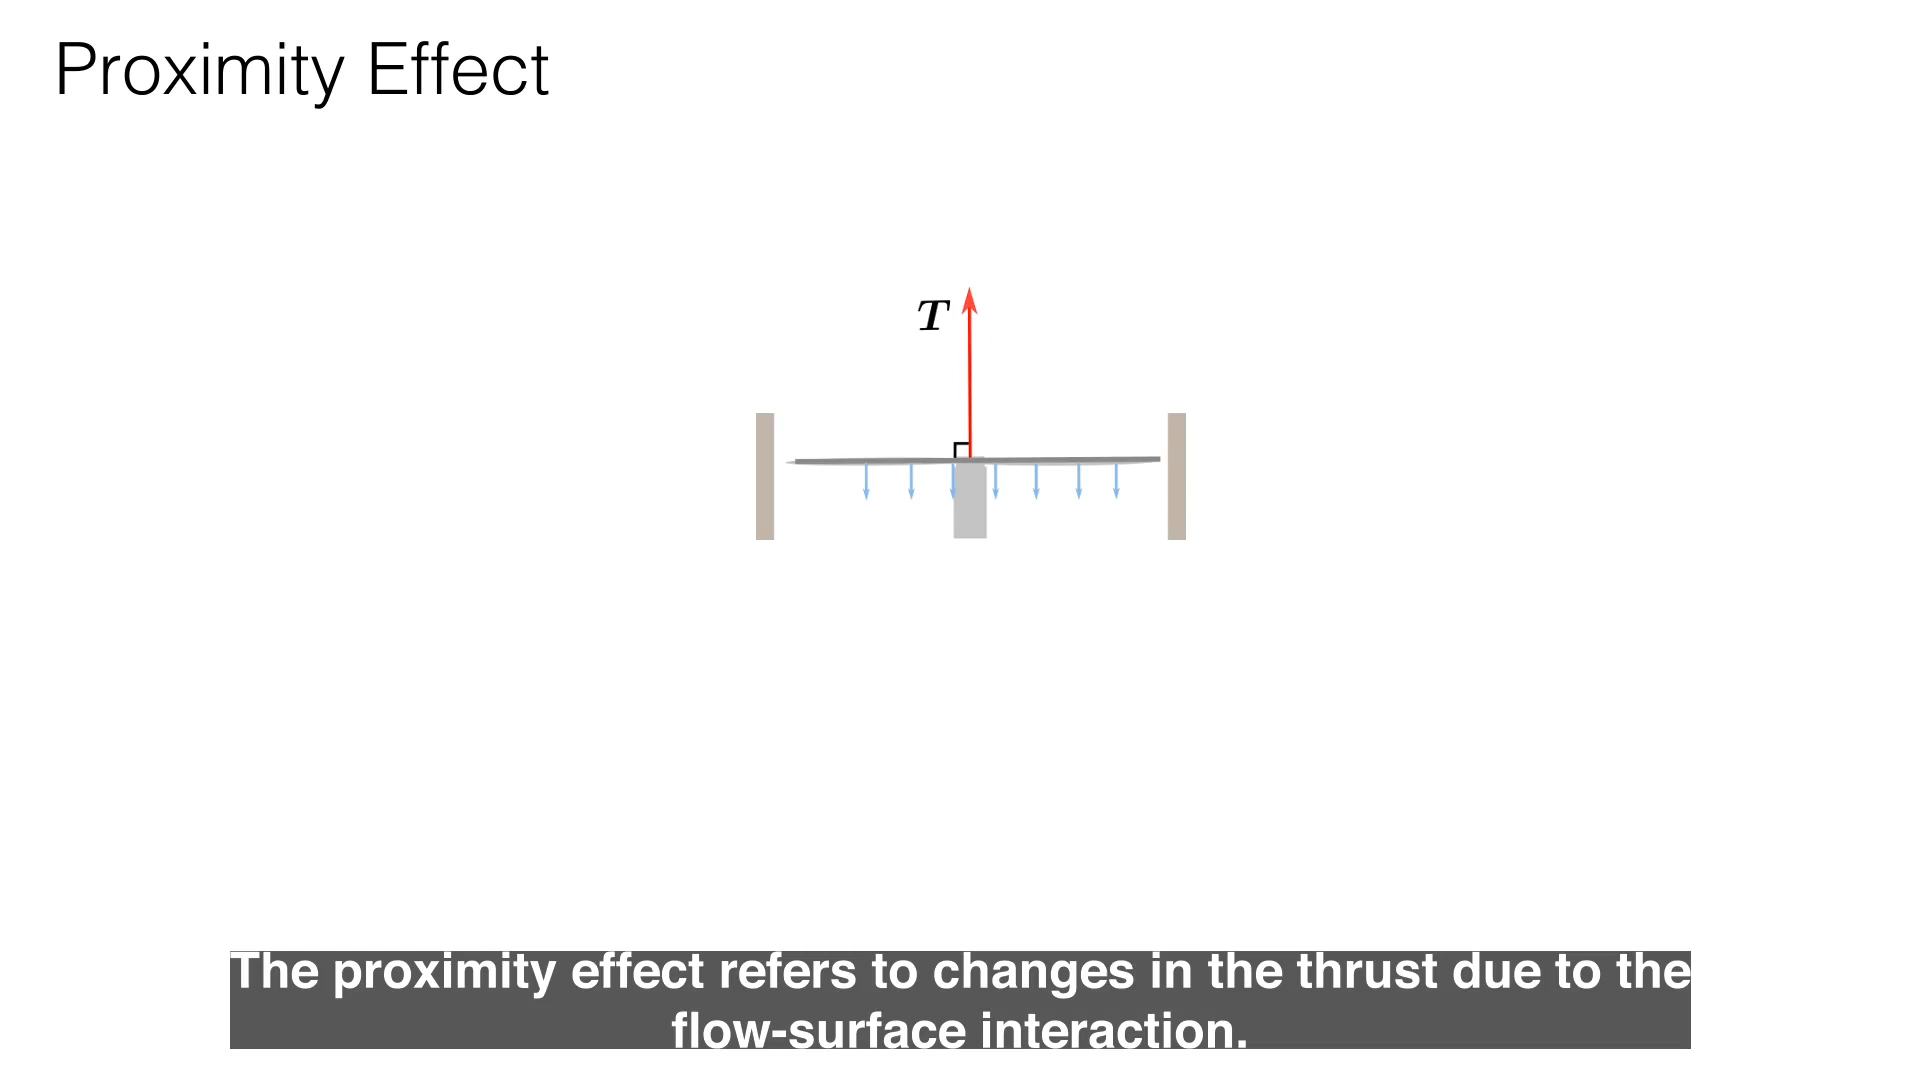 Proximity Effect
T
The proximity effect refers to changes in the thrust due to the
flow-surface interaction.